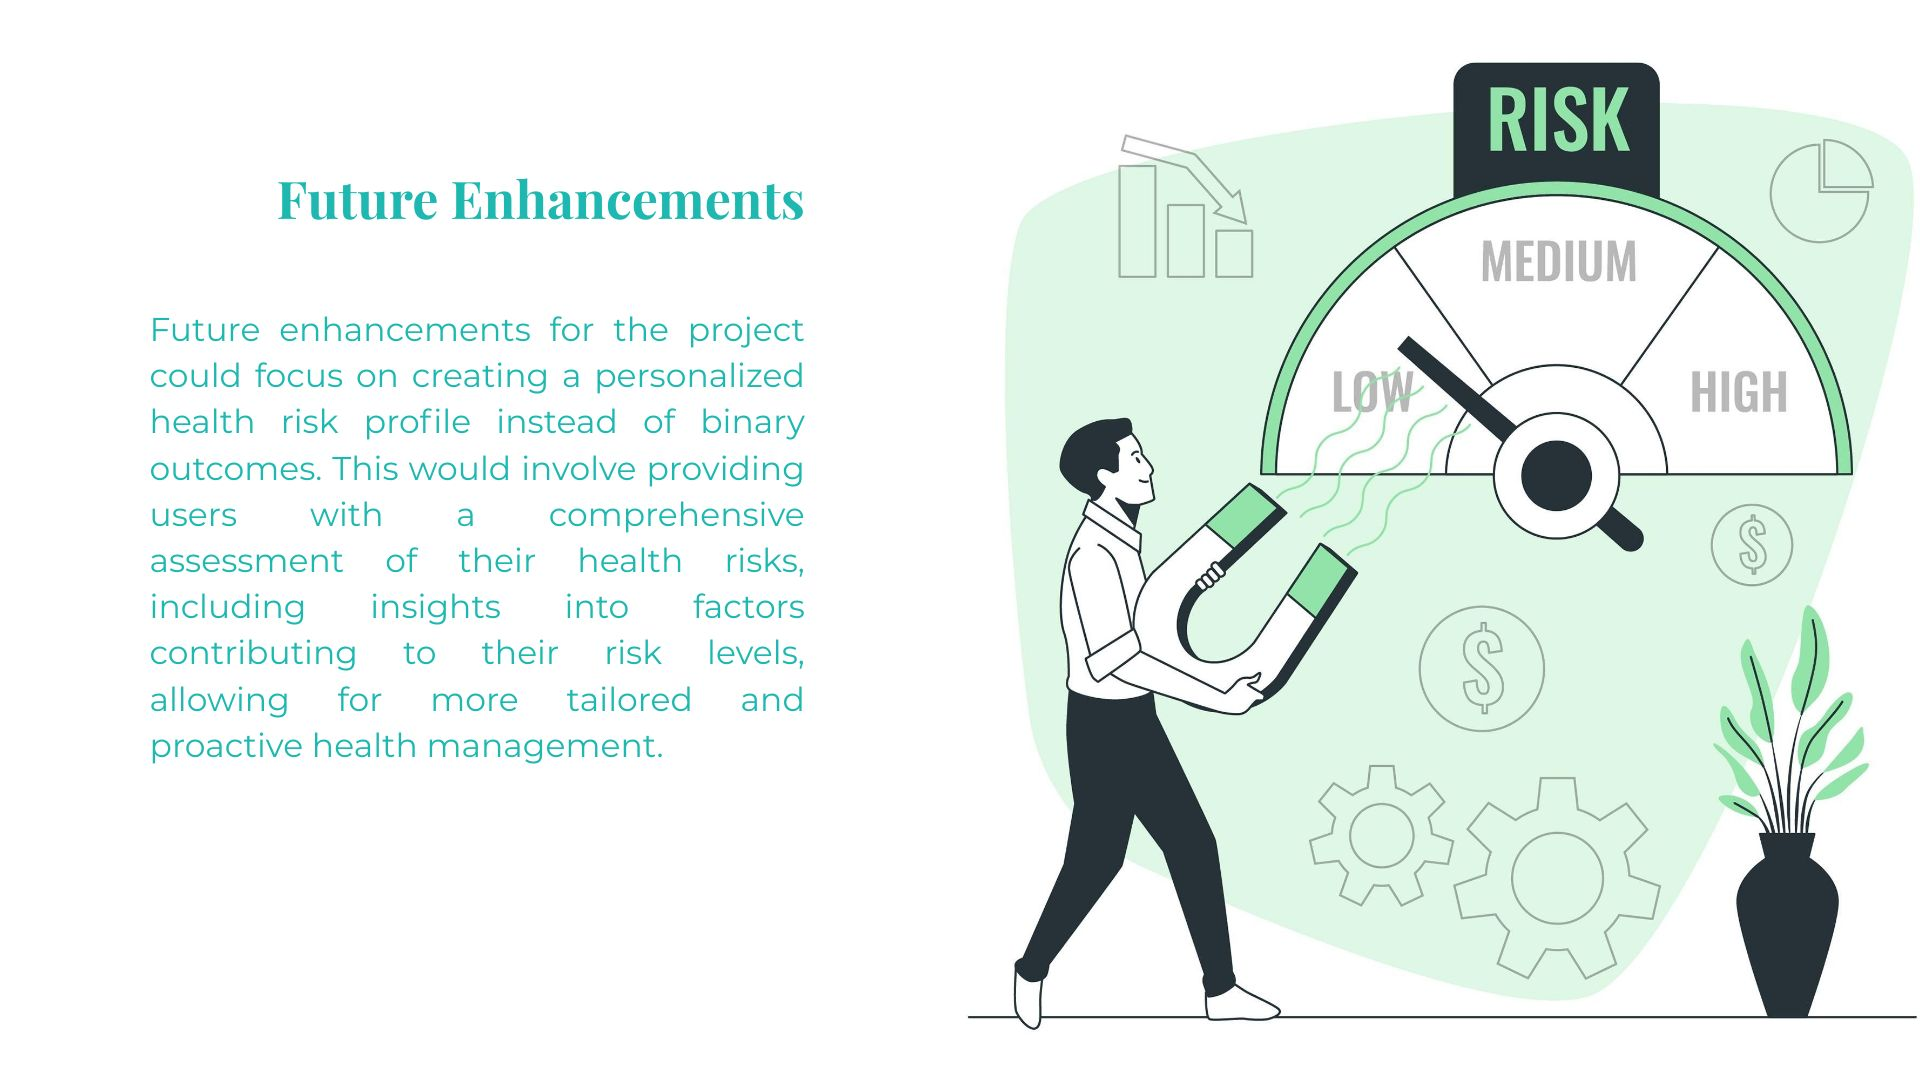 Future Enhancements
Future enhancements for the project
could focus on creating a personalized
health risk profile instead of binary
outcomes. This would involve providing
users with a comprehensive
assessment of their health risks,
including insights into factors
contributing to their risk levels,
allowing for more tailored and
proactive health management.
RISK
MEDIUM
LOW
HIGH
$
$